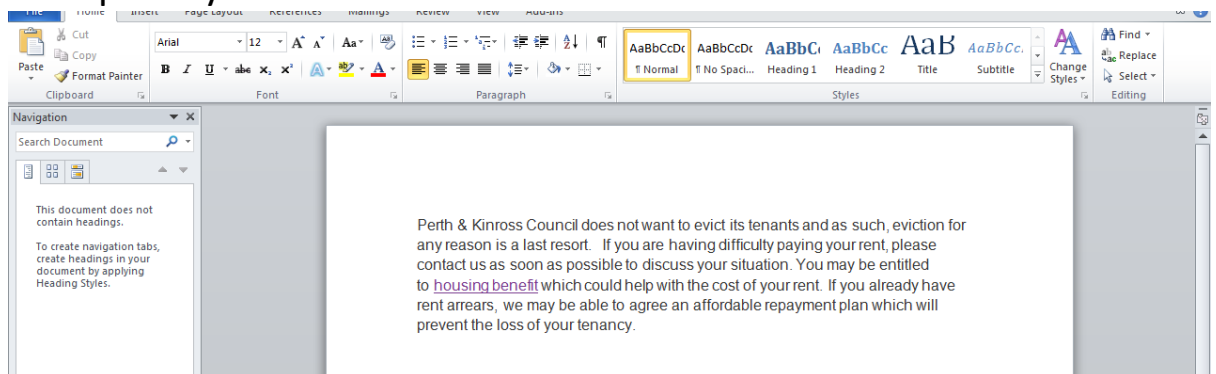 File Home Insert Page Layout References Mailings Review View Add-Ins
Cut
Copy
Paste
Format Painter
Clipboard
Arial 12 A A Aa
B I U abc x₂ x² A ab A
Font
Paragraph
AaBbCcDc AaBbCcDc AaBbC AaBbCc AaB AaBbCc.
¶ Normal ¶ No Spaci... Heading 1 Heading 2 Title Subtitle
Change Styles
Styles
Find
Replace
Select
Editing
Navigation
Search Document
This document does not
contain headings.
To create navigation tabs,
create headings in your
document by applying
Heading Styles.
Perth & Kinross Council does not want to evict its tenants and as such, eviction for
any reason is a last resort. If you are having difficulty paying your rent, please
contact us as soon as possible to discuss your situation. You may be entitled
to housing benefit which could help with the cost of your rent. If you already have
rent arrears, we may be able to agree an affordable repayment plan which will
prevent the loss of your tenancy.